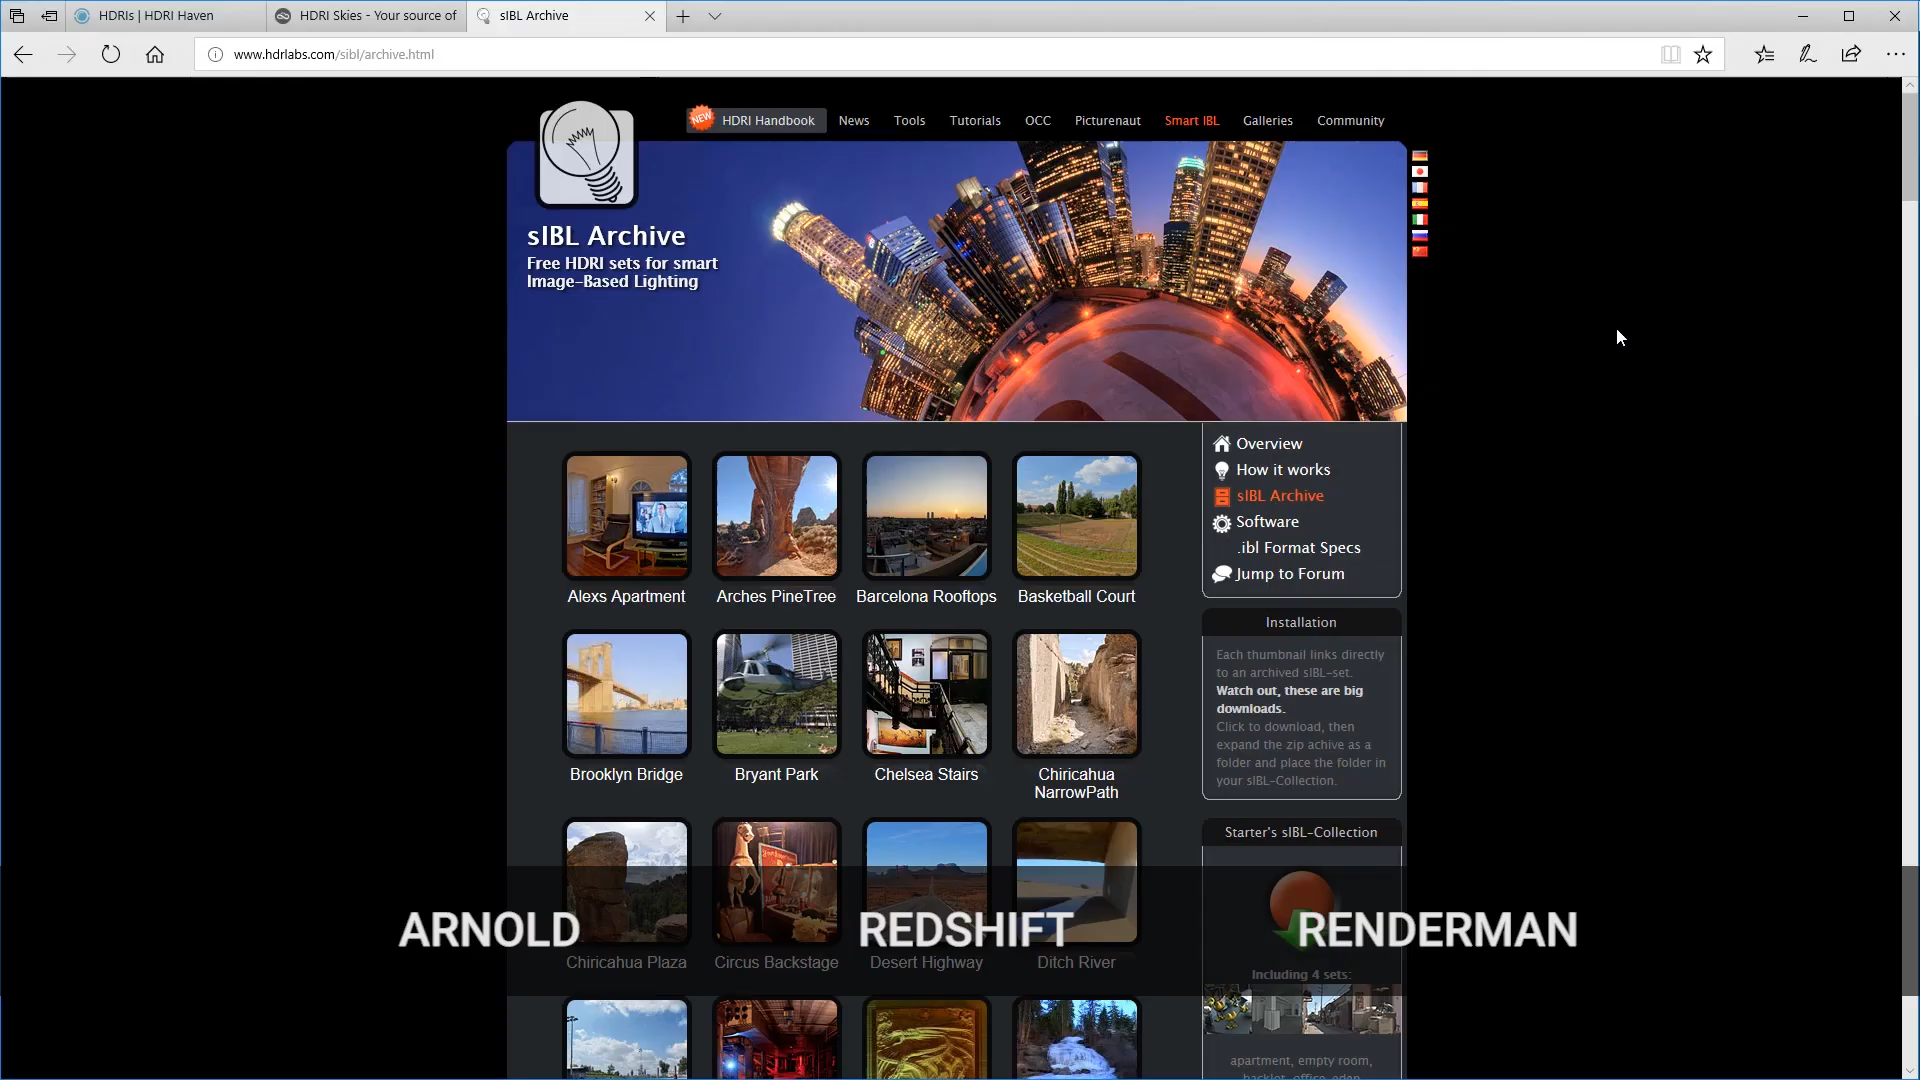 HDRIs | HDRI Haven
HDRI Skies - Your source of
sIBL Archive
www.hdrlabs.com/sibl/archive.html
NEW
HDRI Handbook
News
Tools
Tutorials
OCC
Picturenaut
Smart IBL
Galleries
Community
sIBL Archive
Free HDRI sets for smart
Image-Based Lighting
Overview
How it works
sIBL Archive
Software
.ibl Format Specs
Jump to Forum
Alexs Apartment
Arches PineTree
Barcelona Rooftops
Basketball Court
Installation
Each thumbnail links directly
to an archived sIBL-set.
Watch out, these are big
downloads.
Click to download, then
expand the zip achive as a
folder and place the folder in
your sIBL-Collection.
Brooklyn Bridge
Bryant Park
Chelsea Stairs
Chiricahua
NarrowPath
Starter's sIBL-Collection
ARNOLD
REDSHIFT
RENDERMAN
Chiricahua Plaza
Circus Backstage
Desert Highway
Ditch River
Including 4 sets:
apartment, empty room,
backlot, office, eden